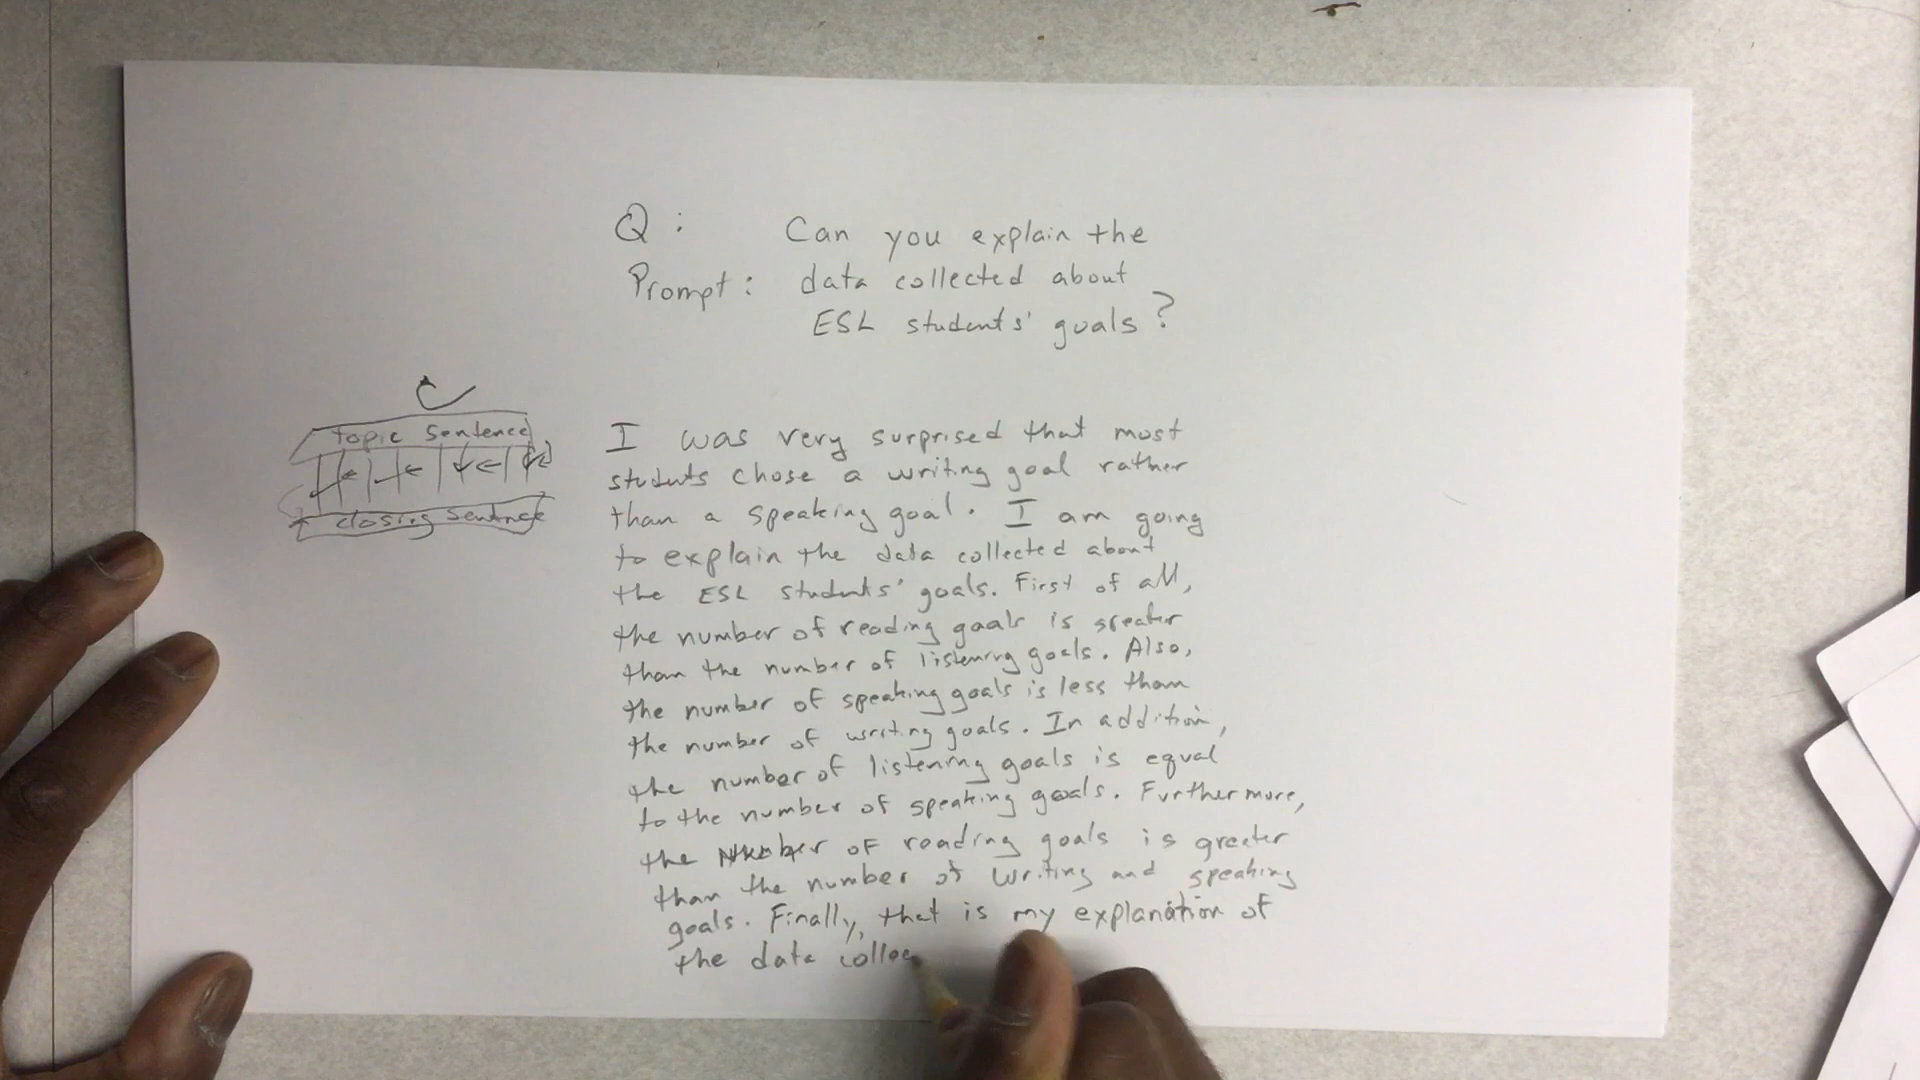 Q : Can you explain the
Prompt : data collected about
ESL students' goals ?
topic sentence
closing sentence
I was very surprised that most
students chose a writing goal rather
than a speaking goal. I am going
to explain the data collected about
the ESL students' goals. First of all,
the number of reading goals is greater
than the number of listening goals. Also,
the number of speaking goals is less than
the number of writing goals. In addition,
the number of listening goals is equal
to the number of speaking goals. Furthermore,
the number of reading goals is greater
than the number of writing and speaking
goals. Finally, that is my explanation of
the data collec